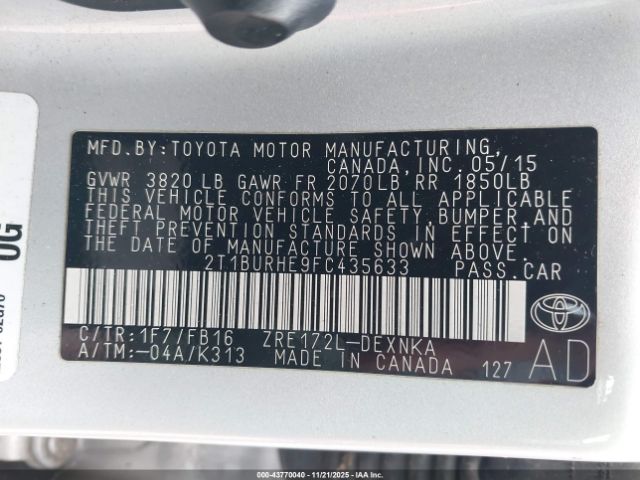 MFD.BY:TOYOTA MOTOR MANUFACTURING,
CANADA, INC. 05/15
GVWR 3820 LB GAWR FR 2070LB RR 1850LB
THIS VEHICLE CONFORMS TO ALL APPLICABLE
FEDERAL MOTOR VEHICLE SAFETY, BUMPER, AND
THEFT PREVENTION STANDARDS IN EFFECT ON
THE DATE OF MANUFACTURE SHOWN ABOVE.
2T1BURHE9FC435633 PASS.CAR
C/TR:1F7/FB16 ZRE172L-DEXNKA
A/TM:-04A/K313 MADE IN CANADA 127 AD
OG
000-43770040 - 11/21/2025 - IAA Inc.